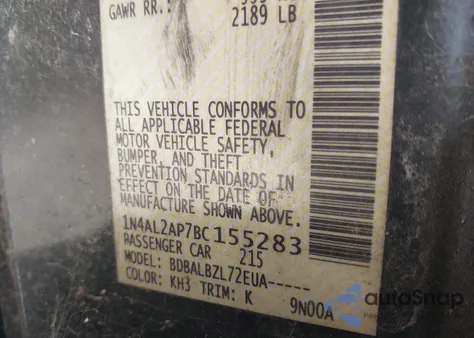 GAWR RR.:
2189 LB
THIS VEHICLE CONFORMS TO
ALL APPLICABLE FEDERAL
MOTOR VEHICLE SAFETY,
BUMPER, AND THEFT
PREVENTION STANDARDS IN
EFFECT ON THE DATE OF
MANUFACTURE SHOWN ABOVE.
1N4AL2AP7BC155283
PASSENGER CAR 215
MODEL: BDBALBZL72EUA-----
COLOR: KH3 TRIM: K 9N00A
autoSnap